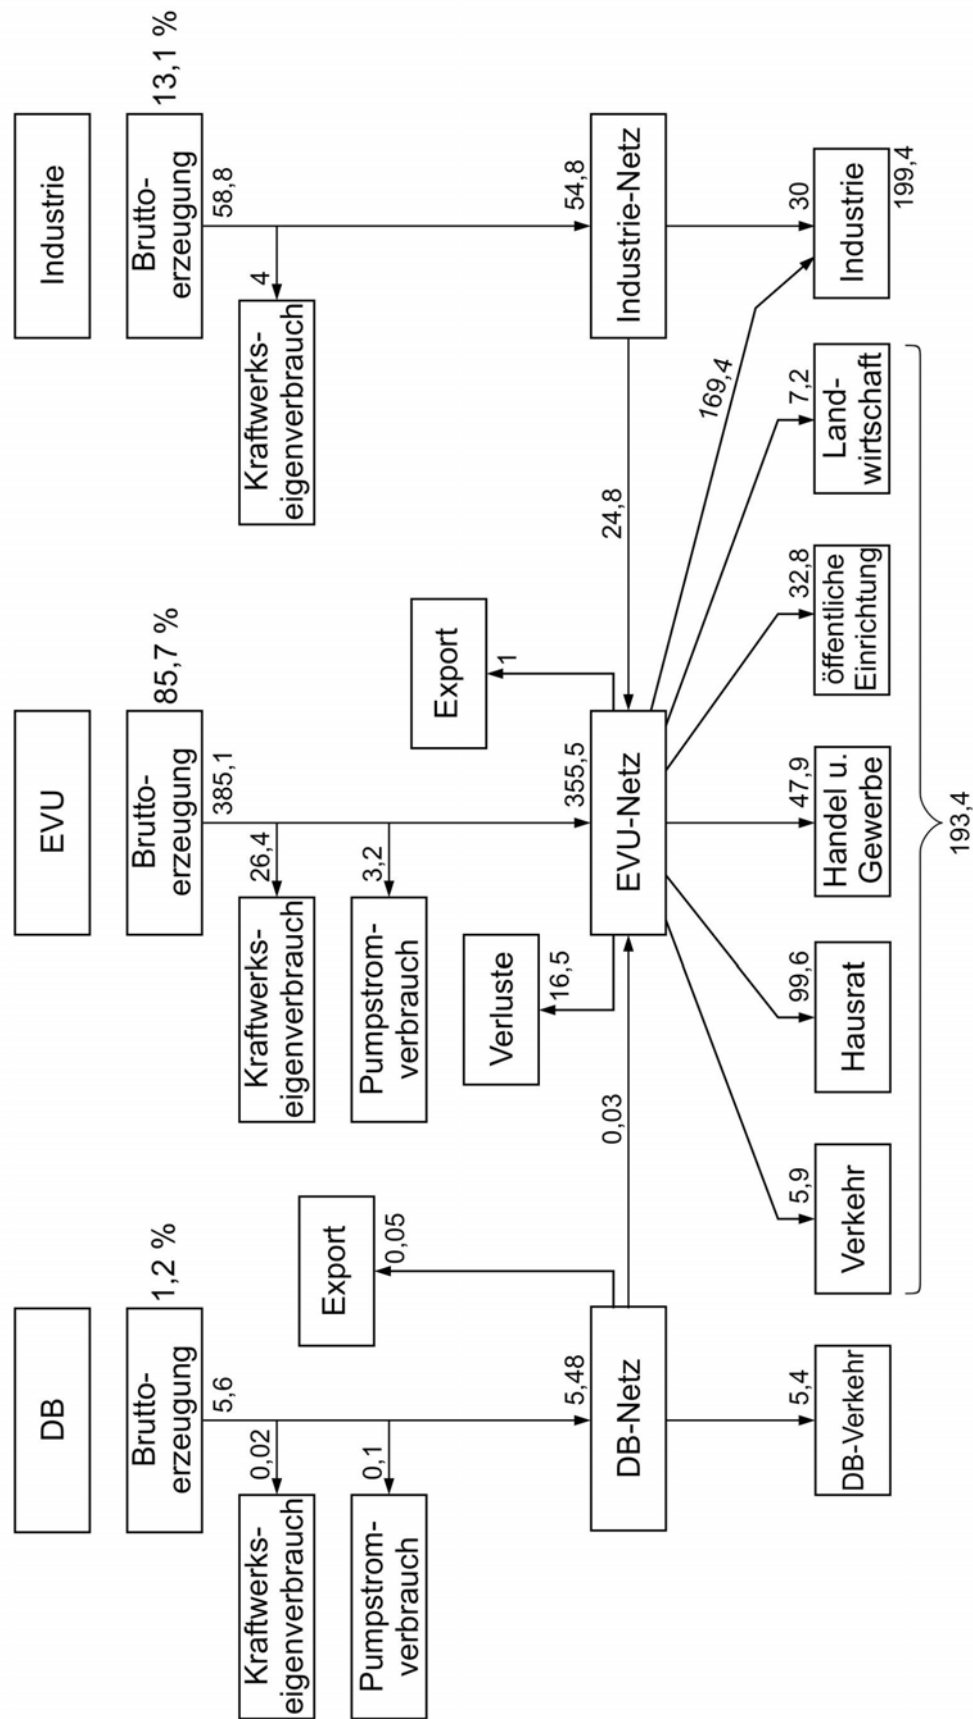 DB
EVU
Industrie
Brutto-
erzeugung
1,2 %
Brutto-
erzeugung
85,7 %
Brutto-
erzeugung
13,1 %
5,6
385,1
58,8
Kraftwerks-
eigenverbrauch
0,02
Kraftwerks-
eigenverbrauch
26,4
Kraftwerks-
eigenverbrauch
4
Pumpstrom-
verbrauch
0,1
Export
0,05
Pumpstrom-
verbrauch
3,2
Export
1
Verluste
16,5
5,48
355,5
54,8
DB-Netz
0,03
EVU-Netz
24,8
Industrie-Netz
169,4
5,4
5,9
99,6
47,9
32,8
7,2
30
DB-Verkehr
Verkehr
Hausrat
Handel u.
Gewerbe
öffentliche
Einrichtung
Land-
wirtschaft
Industrie
199,4
193,4